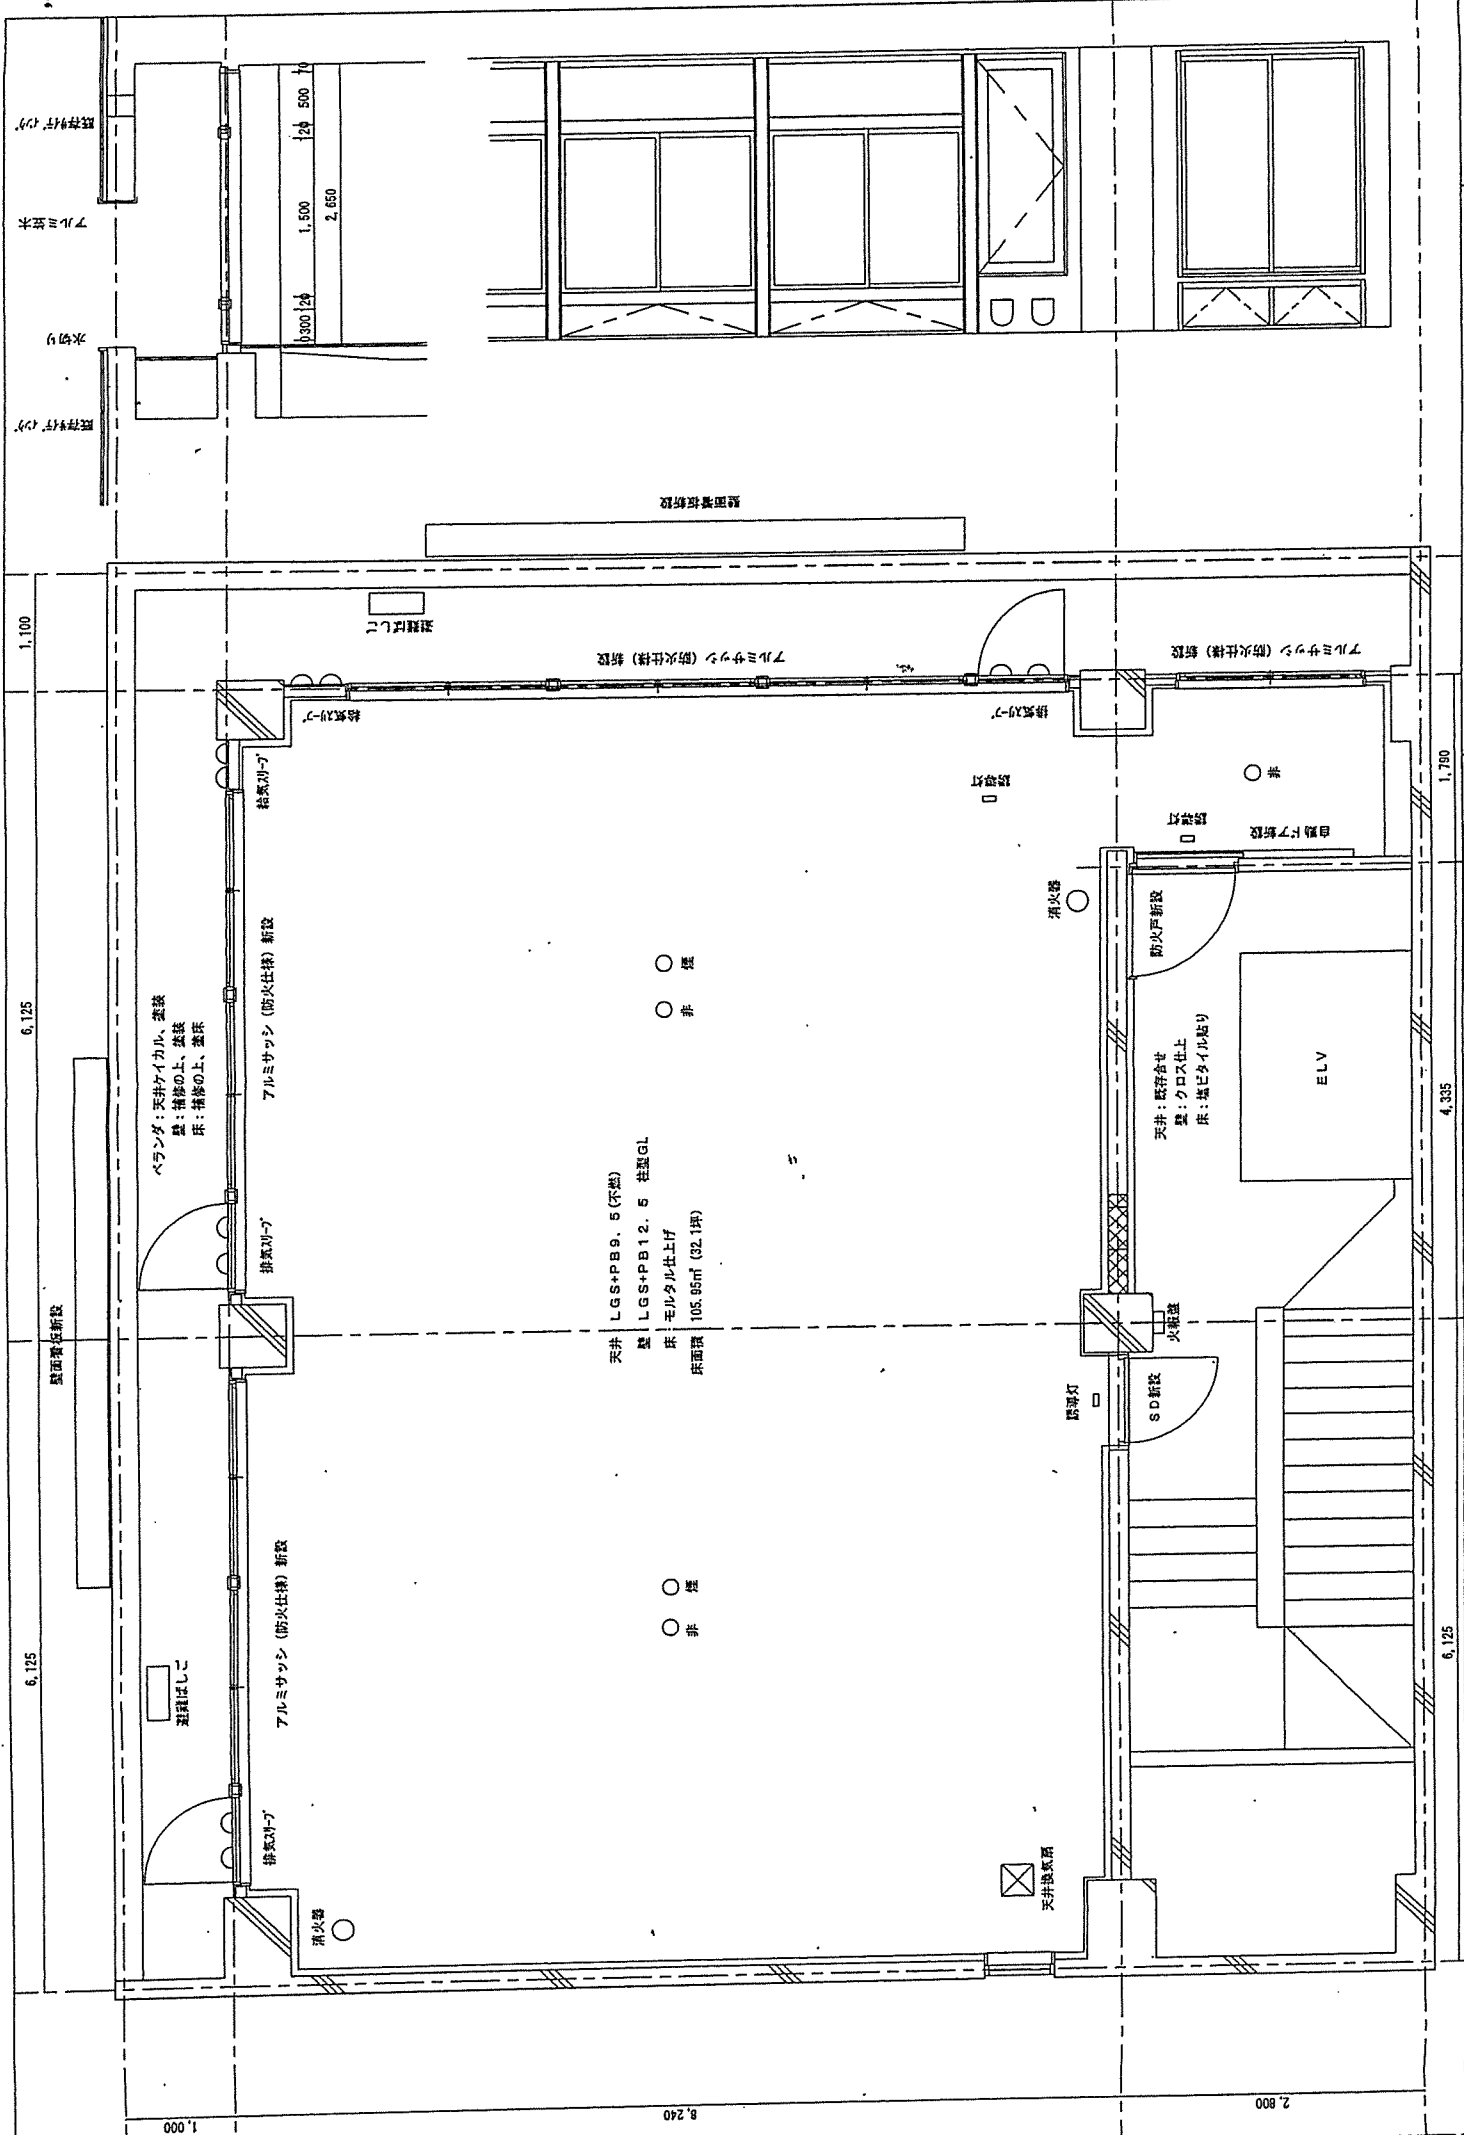 既存ｻｲﾃﾞｨﾝｸﾞ
アルミ笠木
水切り
既存ｻｲﾃﾞｨﾝｸﾞ
70
500
120
1,500
120
300
2,650
壁面看板新設
1,100
6,125
6,125
避難ばしご
アルミサッシ（防火仕様）新設
アルミサッシ（防火仕様）新設
給気ｽﾘｰﾌﾞ
排気ｽﾘｰﾌﾞ
給気ｽﾘｰﾌﾞ
誘導灯
非
誘導灯
自動ドア新設
1,790
消火器
防火戸新設
ベランダ：天井ケイカル、塗装
壁：補修の上、塗装
床：補修の上、塗床
アルミサッシ（防火仕様）新設
煙
非
天井：既存合せ
壁：クロス仕上
床：塩ビタイル貼り
ELV
4,335
排気ｽﾘｰﾌﾞ
壁面看板新設
天井 LGS+PB9.5(不燃)
壁 LGS+PB12.5 柱型GL
床 モルタル仕上げ
床面積 105.95㎡(32.1坪)
火報盤
誘導灯
SD新設
アルミサッシ（防火仕様）新設
煙
非
避難ばしご
6,125
排気ｽﾘｰﾌﾞ
消火器
天井換気扇
1,000
8,240
2,800